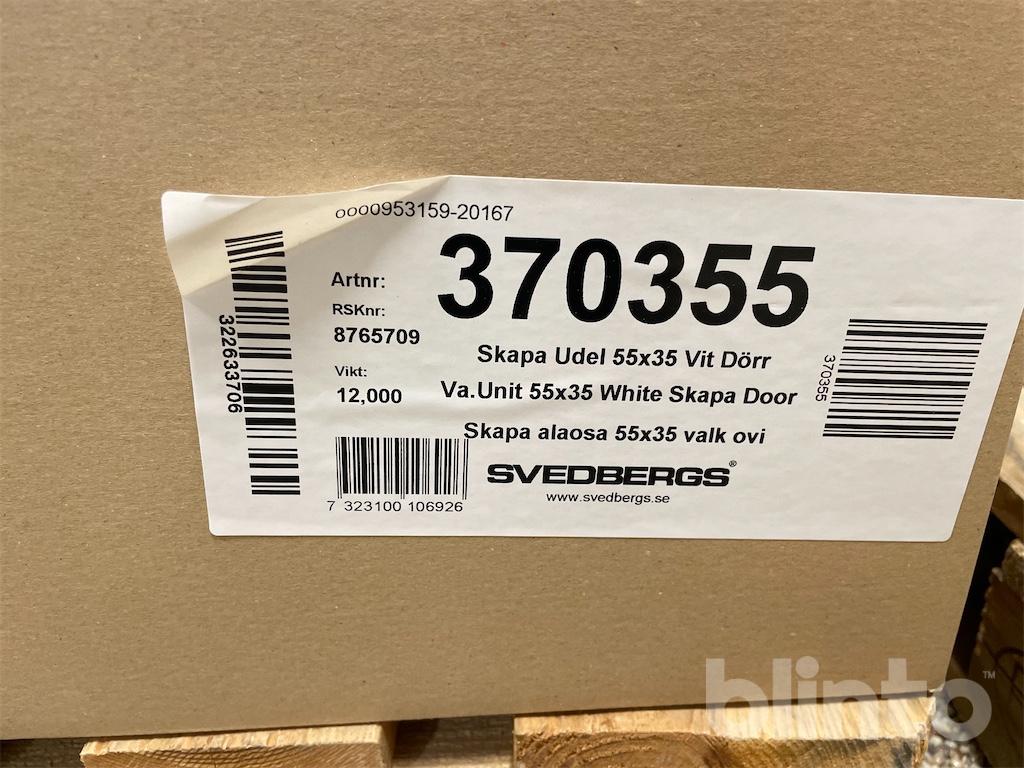 0000953159-20167
Artnr:
370355
RSKnr:
8765709
Skapa Udel 55x35 Vit Dörr
Vikt:
12,000
Va.Unit 55x35 White Skapa Door
Skapa alaosa 55x35 valk ovi
SVEDBERGS®
www.svedbergs.se
7 323100 106926
322633706
370355
blinto™